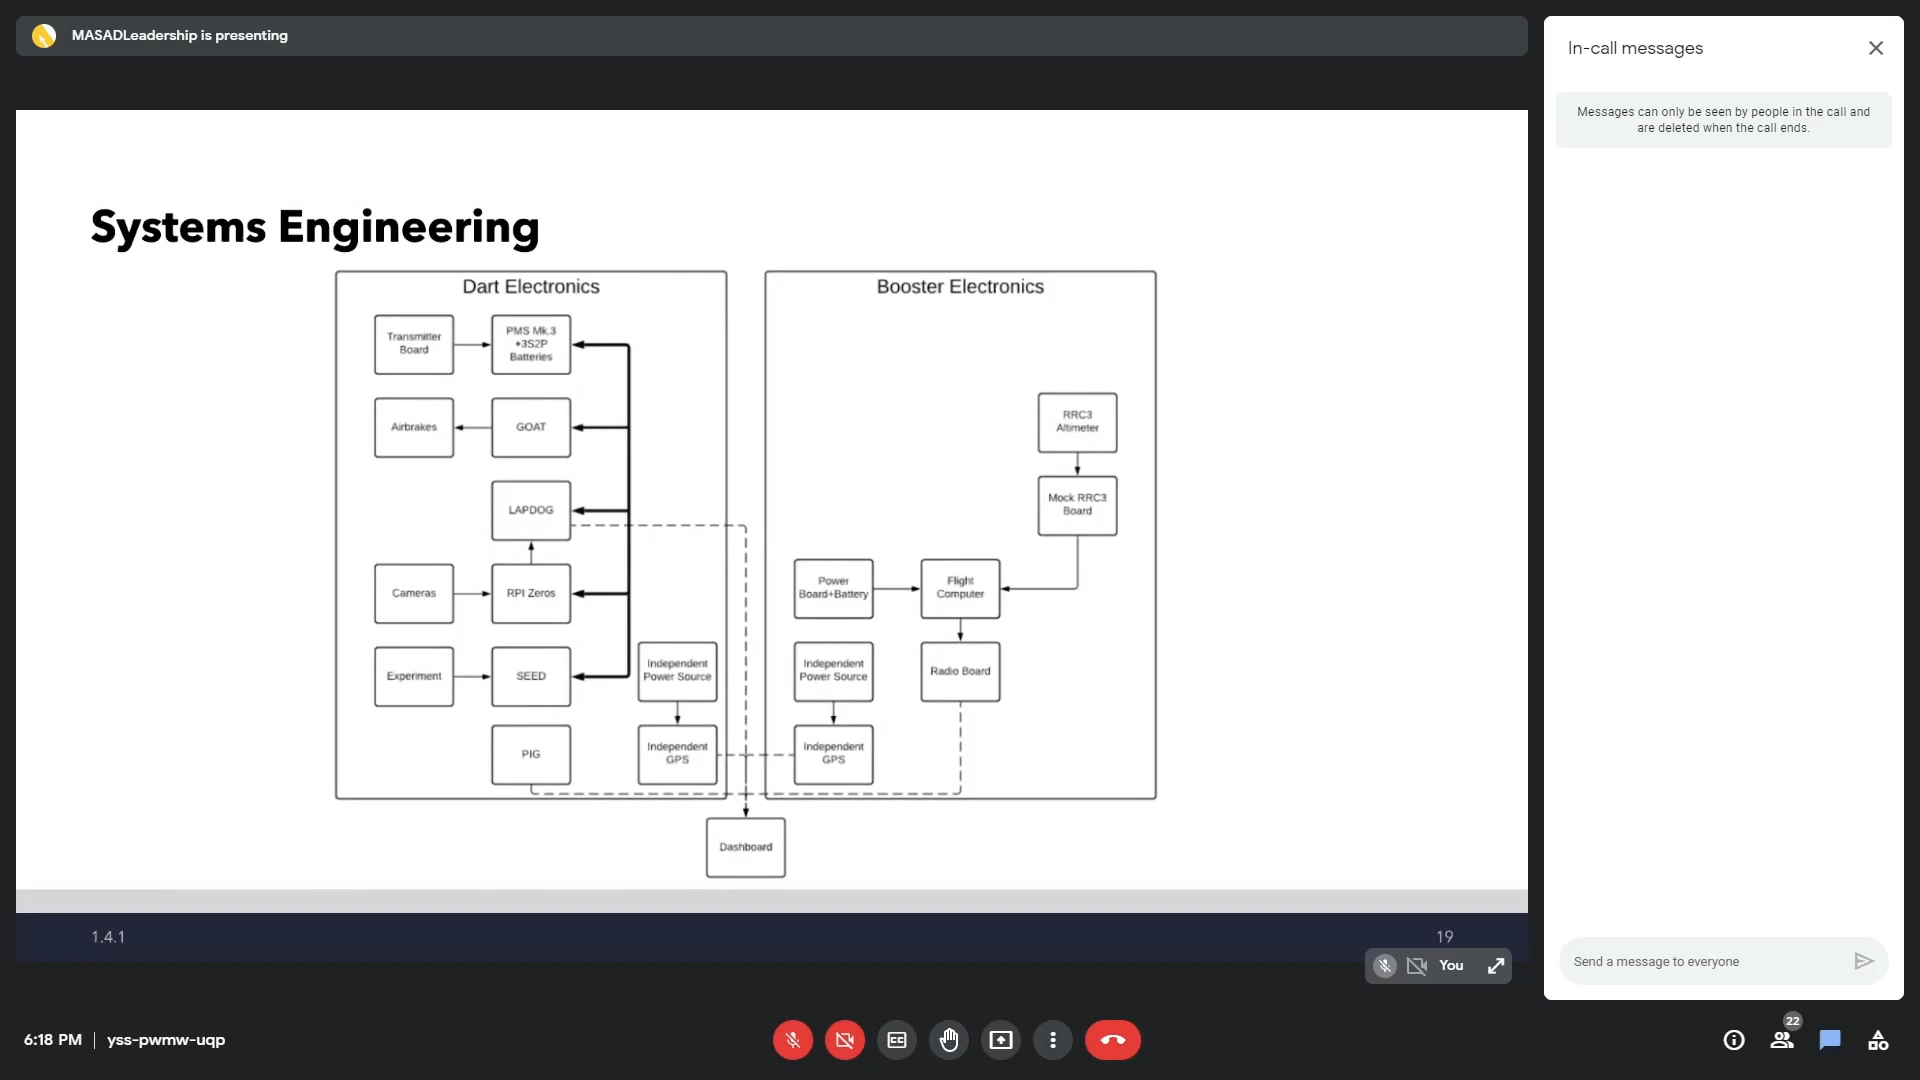 MASADLeadership is presenting
Systems Engineering
Dart Electronics
Transmitter
Board
PMS Mk.3
+3S2P
Batteries
Airbrakes
GOAT
LAPDOG
Cameras
RPI Zeros
Experiment
SEED
Independent
Power Source
PIG
Independent
GPS
Booster Electronics
RRC3
Altimeter
Mock RRC3
Board
Power
Board+Battery
Flight
Computer
Independent
Power Source
Radio Board
Independent
GPS
Dashboard
1.4.1
19
You
In-call messages
Messages can only be seen by people in the call and
are deleted when the call ends.
Send a message to everyone
6:18 PM
yss-pwmw-uqp
CC
22